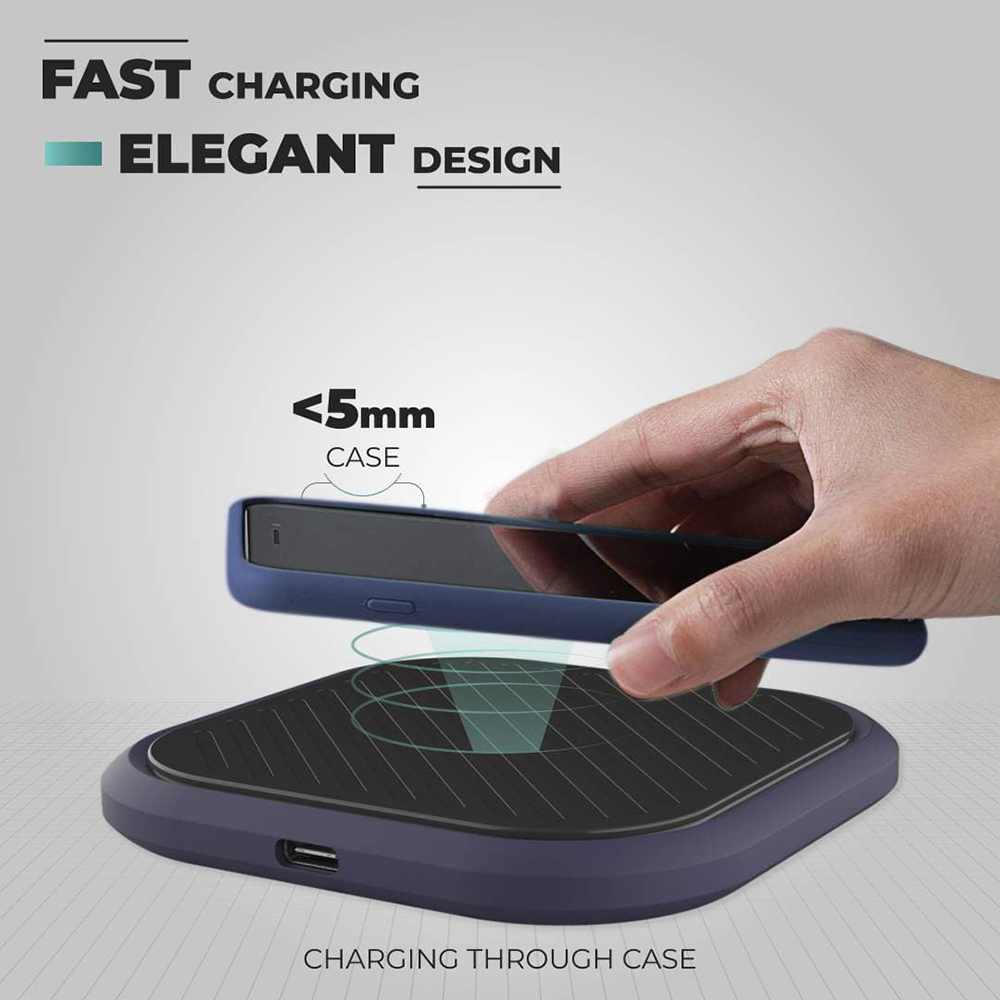 FAST CHARGING
ELEGANT DESIGN
<5mm
CASE
CHARGING THROUGH CASE